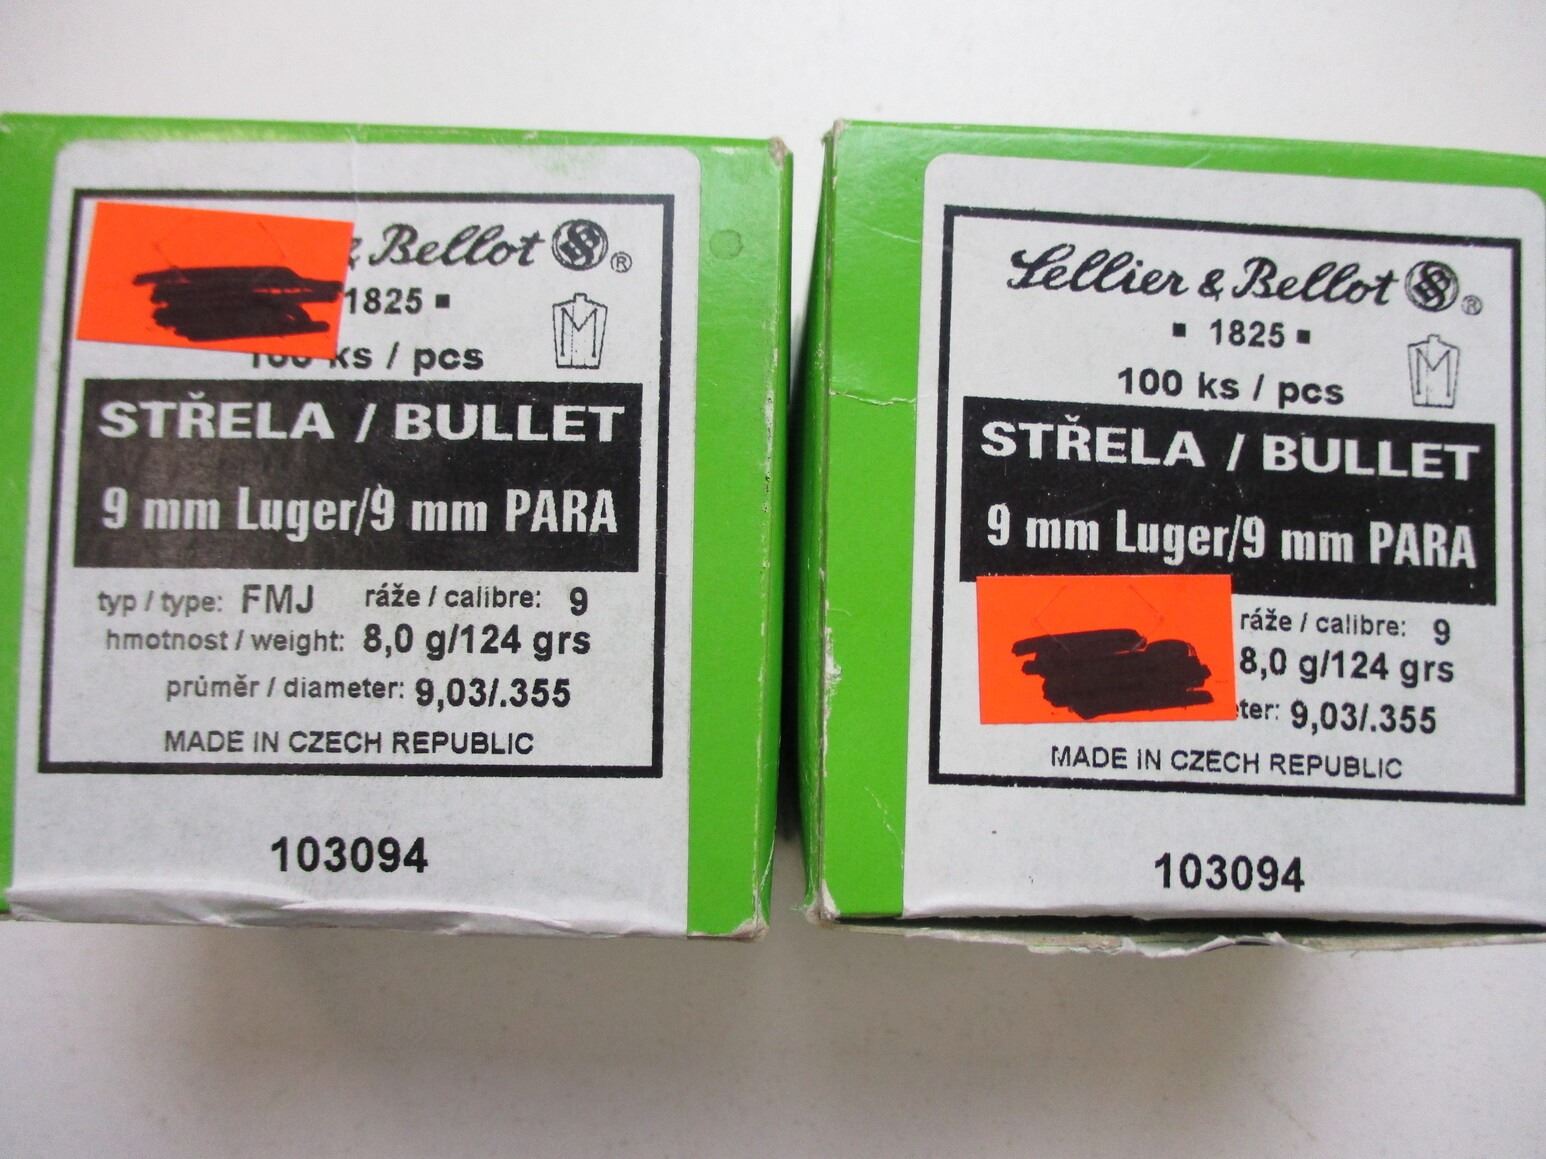 & Bellot ®
1825 ▪
100 ks / pcs
STŘELA / BULLET
9 mm Luger/9 mm PARA
typ / type: FMJ ráže / calibre: 9
hmotnost / weight: 8,0 g/124 grs
průměr / diameter: 9,03/.355
MADE IN CZECH REPUBLIC
103094
Sellier & Bellot ®
▪ 1825 ▪
100 ks / pcs
STŘELA / BULLET
9 mm Luger/9 mm PARA
ráže / calibre: 9
8,0 g/124 grs
eter: 9,03/.355
MADE IN CZECH REPUBLIC
103094